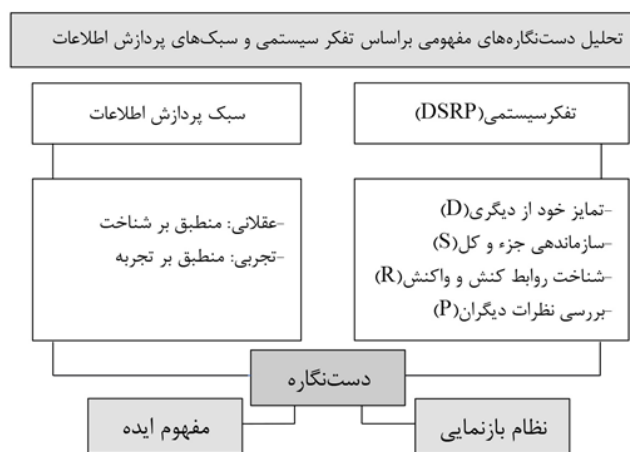 تحلیل دست‌نگاره‌های مفهومی براساس تفکر سیستمی و سبک‌های پردازش اطلاعات
تفکرسیستمی(DSRP)
سبک پردازش اطلاعات
-تمایز خود از دیگری(D)
-سازماندهی جزء و کل(S)
-شناخت روابط کنش و واکنش(R)
-بررسی نظرات دیگران(P)
-عقلانی: منطبق بر شناخت
-تجربی: منطبق بر تجربه
دست‌نگاره
نظام بازنمایی
مفهوم ایده